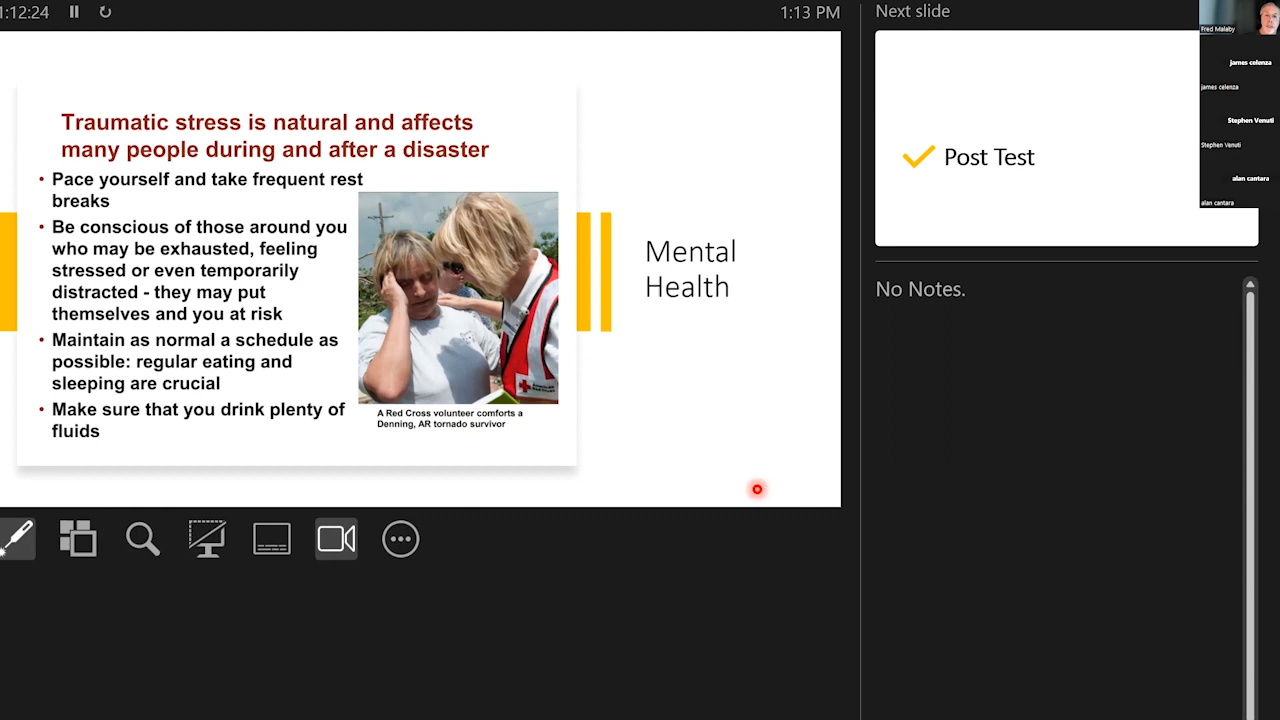 1:12:24
1:13 PM
Next slide
Fred Malaby
james celenza
james celenza
Stephen Venuti
Stephen Venuti
alan cantara
alan cantara
Traumatic stress is natural and affects
many people during and after a disaster
• Pace yourself and take frequent rest
breaks
• Be conscious of those around you
who may be exhausted, feeling
stressed or even temporarily
distracted - they may put
themselves and you at risk
• Maintain as normal a schedule as
possible: regular eating and
sleeping are crucial
• Make sure that you drink plenty of
fluids
American
Red Cross
A Red Cross volunteer comforts a
Denning, AR tornado survivor
Mental
Health
Post Test
No Notes.